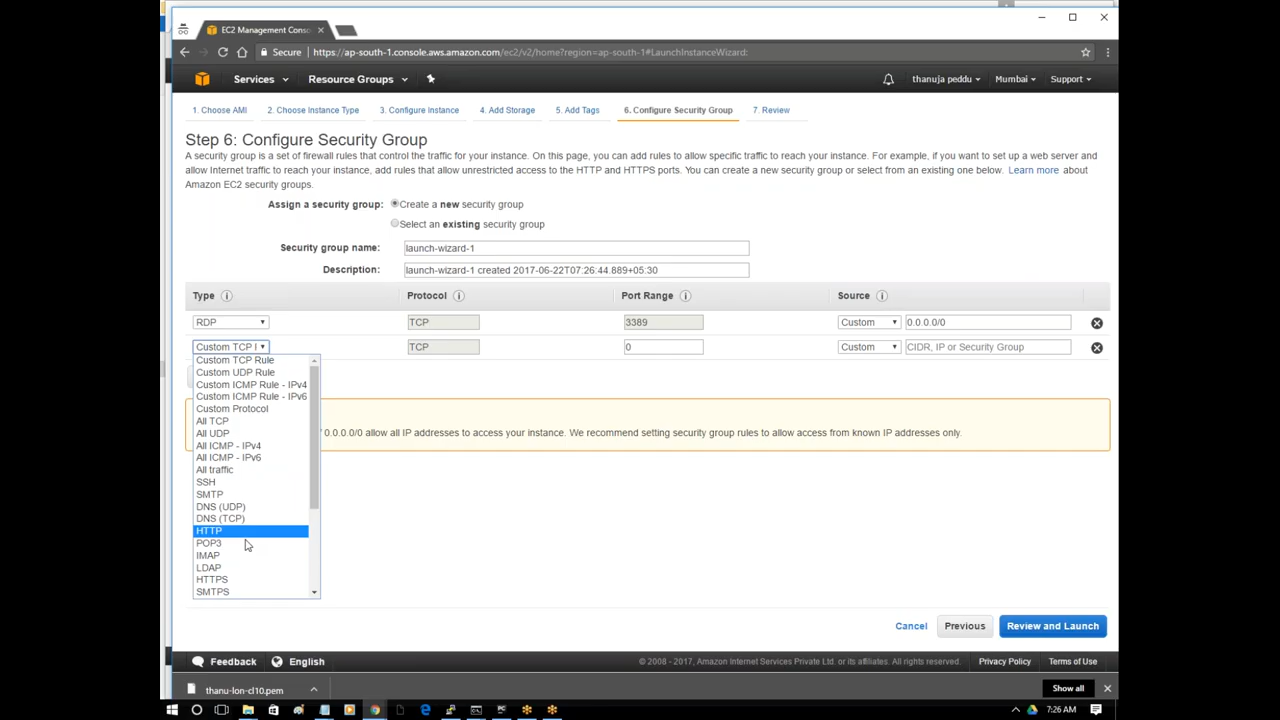 EC2 Management Conso
Secure https://ap-south-1.console.aws.amazon.com/ec2/v2/home?region=ap-south-1#LaunchInstanceWizard:
Services Resource Groups thanuja peddu Mumbai Support
1. Choose AMI 2. Choose Instance Type 3. Configure Instance 4. Add Storage 5. Add Tags 6. Configure Security Group 7. Review
Step 6: Configure Security Group
A security group is a set of firewall rules that control the traffic for your instance. On this page, you can add rules to allow specific traffic to reach your instance. For example, if you want to set up a web server and
allow Internet traffic to reach your instance, add rules that allow unrestricted access to the HTTP and HTTPS ports. You can create a new security group or select from an existing one below. Learn more about
Amazon EC2 security groups.
Assign a security group: Create a new security group
Select an existing security group
Security group name: launch-wizard-1
Description: launch-wizard-1 created 2017-06-22T07:26:44.889+05:30
Type Protocol Port Range Source
RDP TCP 3389 Custom 0.0.0.0/0
Custom TCP TCP 0 Custom CIDR, IP or Security Group
Custom TCP Rule
Custom UDP Rule
Custom ICMP Rule - IPv4
Custom ICMP Rule - IPv6
Custom Protocol
All TCP
All UDP
0.0.0.0/0 allow all IP addresses to access your instance. We recommend setting security group rules to allow access from known IP addresses only.
All ICMP - IPv4
All ICMP - IPv6
All traffic
SSH
SMTP
DNS (UDP)
DNS (TCP)
HTTP
POP3
IMAP
LDAP
HTTPS
SMTPS
Cancel Previous Review and Launch
Feedback English © 2008 - 2017, Amazon Internet Services Private Ltd. or its affiliates. All rights reserved. Privacy Policy Terms of Use
thanu-lon-cl10.pem Show all
7:26 AM